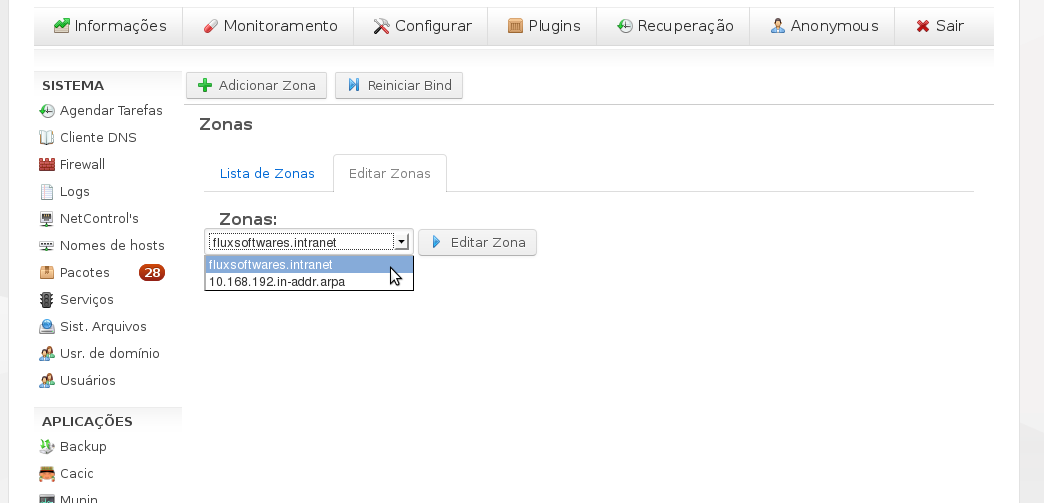 Informações Monitoramento Configurar Plugins Recuperação Anonymous Sair
SISTEMA
Agendar Tarefas
Cliente DNS
Firewall
Logs
NetControl's
Nomes de hosts
Pacotes 28
Serviços
Sist. Arquivos
Usr. de domínio
Usuários
APLICAÇÕES
Backup
Cacic
Munin
Adicionar Zona Reiniciar Bind
Zonas
Lista de Zonas Editar Zonas
Zonas:
fluxsoftwares.intranet Editar Zona
fluxsoftwares.intranet
10.168.192.in-addr.arpa